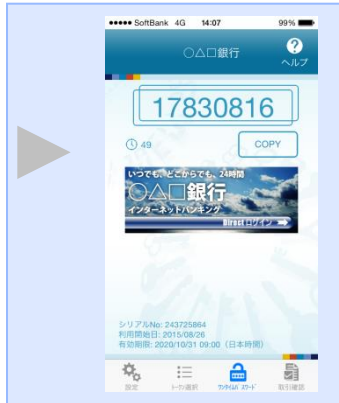 SoftBank 4G 14:07 99%
○△□銀行
?
ヘルプ
17830816
49
COPY
いつでも、どこからでも、24時間
○△□銀行
インターネットバンキング
Direct ログイン
シリアルNo: 243725864
利用開始日: 2015/08/26
有効期限: 2020/10/31 09:00 (日本時間)
設定
トークン選択
ワンタイムパスワード
取引確認